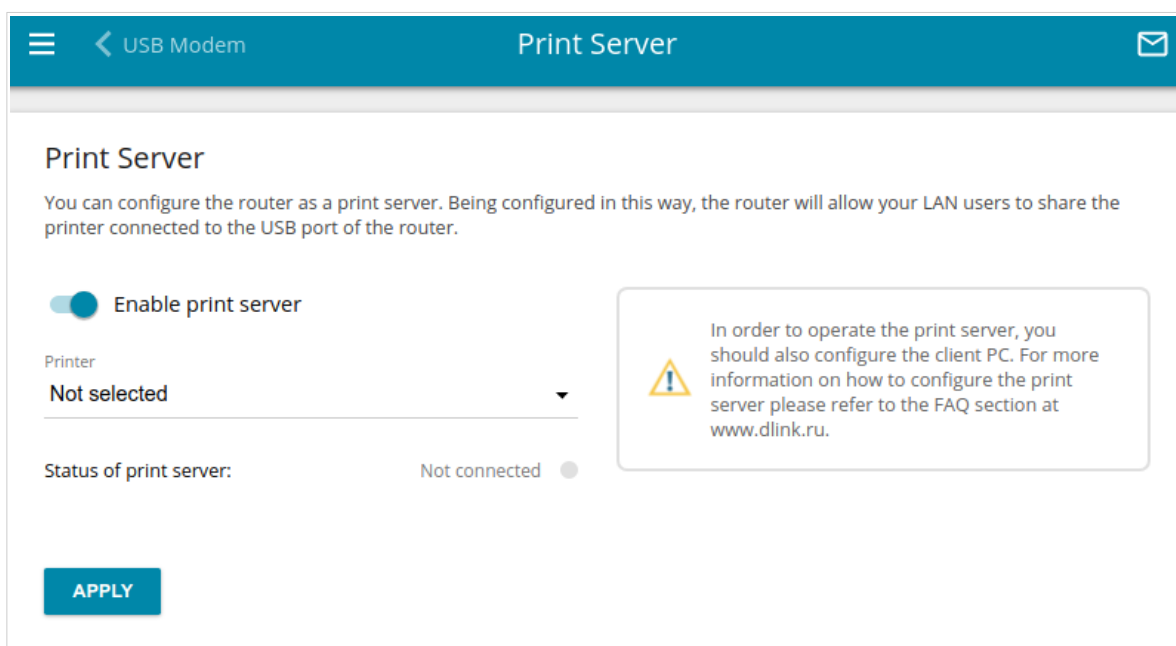 USB Modem
Print Server
Print Server
You can configure the router as a print server. Being configured in this way, the router will allow your LAN users to share the
printer connected to the USB port of the router.
Enable print server
Printer
Not selected
Status of print server:
Not connected
In order to operate the print server, you
should also configure the client PC. For more
information on how to configure the print
server please refer to the FAQ section at
www.dlink.ru.
APPLY